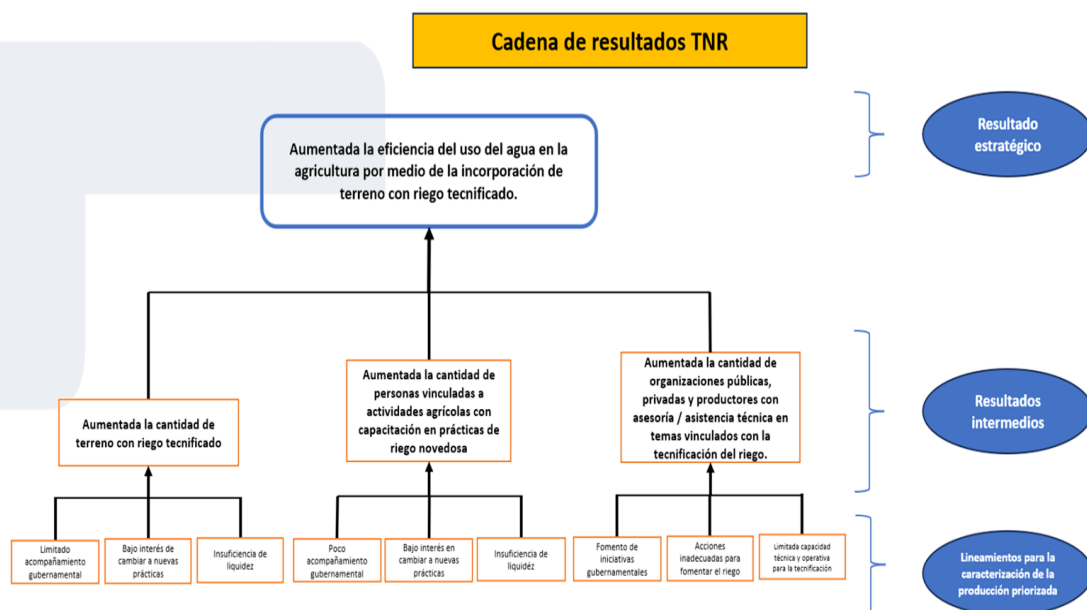 Cadena de resultados TNR
Resultado
estratégico
Aumentada la eficiencia del uso del agua en la
agricultura por medio de la incorporación de
terreno con riego tecnificado.
Aumentada la cantidad de
terreno con riego tecnificado
Aumentada la cantidad de
personas vinculadas a
actividades agrícolas con
capacitación en prácticas de
riego novedosa
Aumentada la cantidad de
organizaciones públicas,
privadas y productores con
asesoría / asistencia técnica en
temas vinculados con la
tecnificación del riego.
Resultados
intermedios
Limitado
acompañamiento
gubernamental
Bajo interés de
cambiar a nuevas
prácticas
Insuficiencia de
liquidez
Poco
acompañamiento
gubernamental
Bajo interés en
cambiar a nuevas
prácticas
Insuficiencia de
liquidéz
Fomento de
iniciativas
gubernamentales
Acciones
inadecuadas para
fomentar el riego
Limitada capacidad
técnica y operativa
para la tecnificación
Lineamientos para la
caracterización de la
producción priorizada